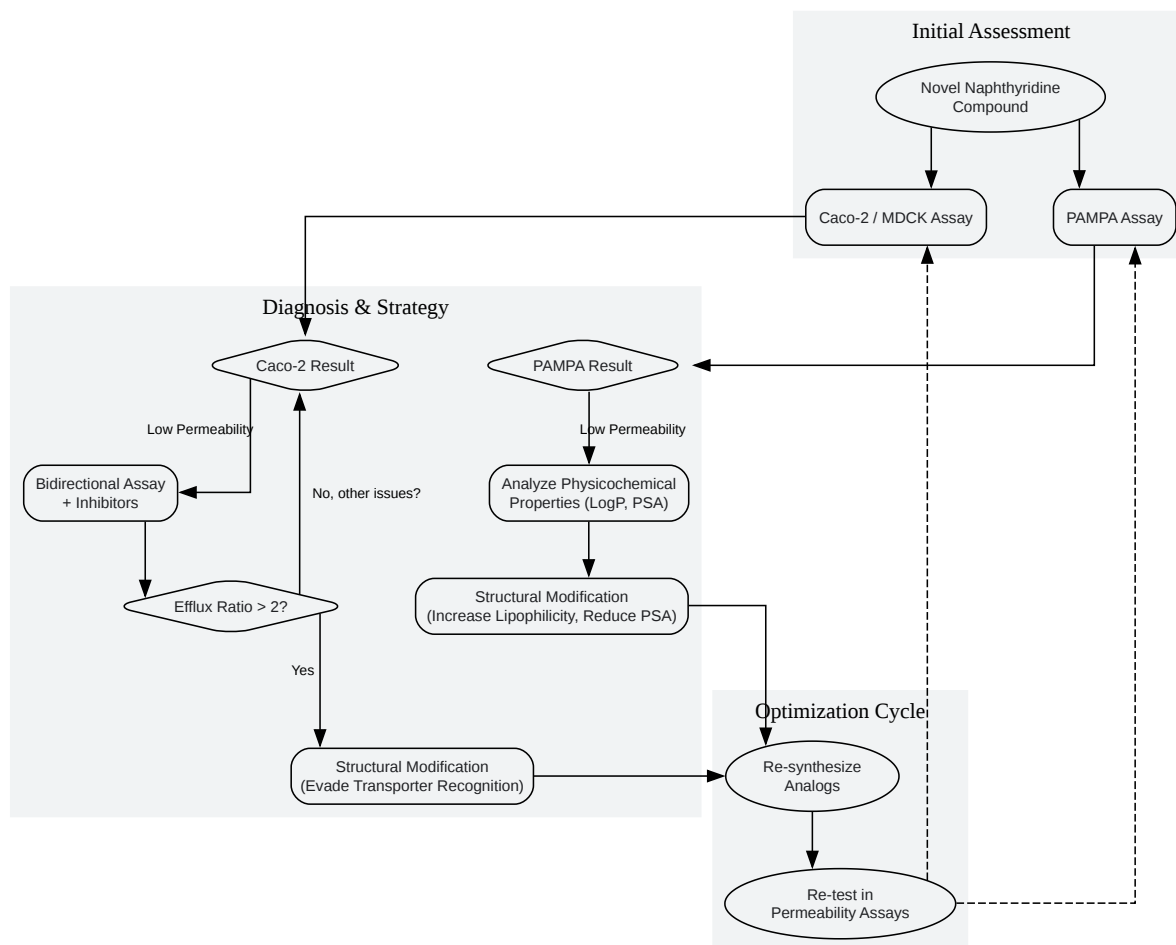 Initial Assessment
Novel Naphthyridine
Compound
Caco-2 / MDCK Assay
PAMPA Assay
Diagnosis & Strategy
Caco-2 Result
PAMPA Result
Low Permeability
Low Permeability
Bidirectional Assay
+ Inhibitors
No, other issues?
Analyze Physicochemical
Properties (LogP, PSA)
Efflux Ratio > 2?
Structural Modification
(Increase Lipophilicity, Reduce PSA)
Yes
Structural Modification
(Evade Transporter Recognition)
Optimization Cycle
Re-synthesize
Analogs
Re-test in
Permeability Assays